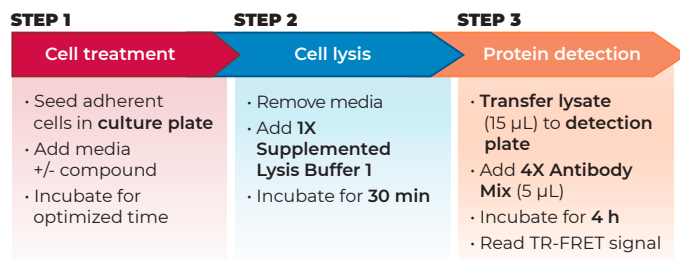 STEP 1
Cell treatment
· Seed adherent
cells in culture plate
· Add media
+/- compound
· Incubate for
optimized time
STEP 2
Cell lysis
· Remove media
· Add 1X
Supplemented
Lysis Buffer 1
· Incubate for 30 min
STEP 3
Protein detection
· Transfer lysate
(15 µL) to detection
plate
· Add 4X Antibody
Mix (5 µL)
· Incubate for 4 h
· Read TR-FRET signal